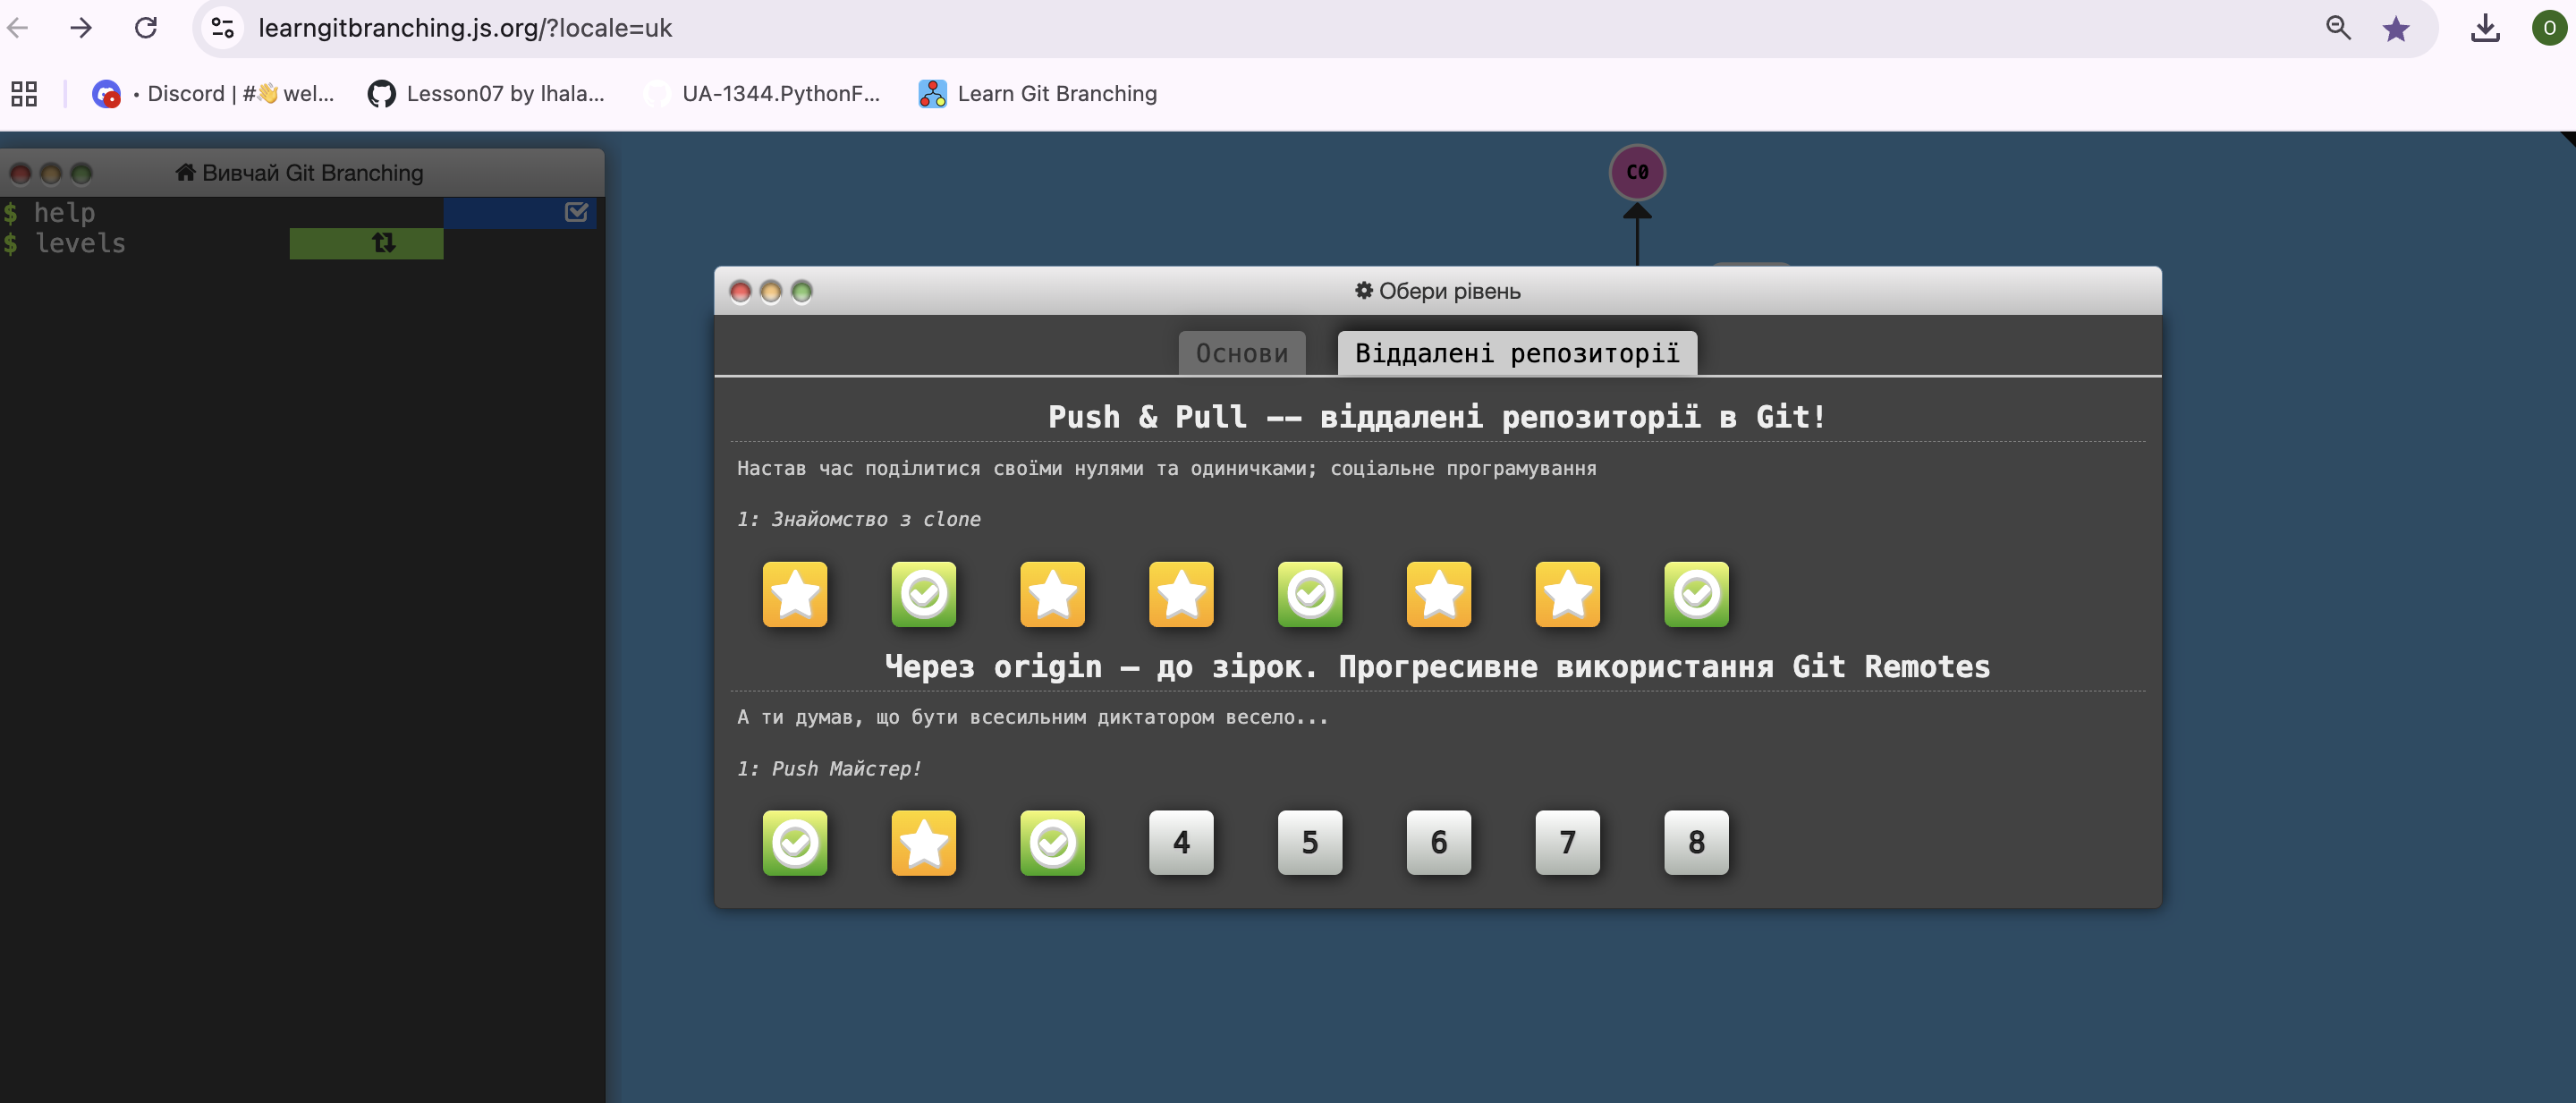 learngitbranching.js.org/?locale=uk
O
• Discord | #👋 wel...
Lesson07 by lhala...
UA-1344.PythonF...
Learn Git Branching
Вивчай Git Branching
$ help
$ levels
C0
Обери рівень
Основи
Віддалені репозиторії
Push & Pull -- віддалені репозиторії в Git!
Настав час поділитися своїми нулями та одиничками; соціальне програмування
1: Знайомство з clone
Через origin – до зірок. Прогресивне використання Git Remotes
А ти думав, що бути всесильним диктатором весело...
1: Push Майстер!
4 5 6 7 8